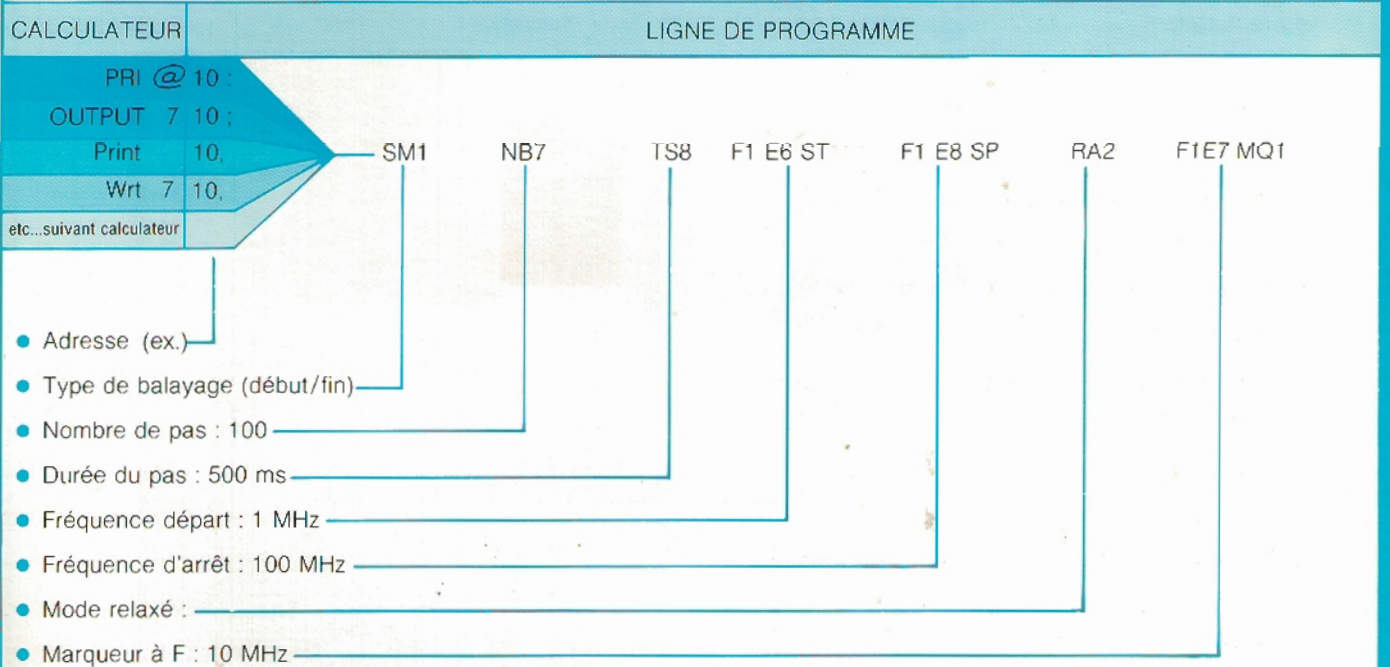 CALCULATEUR LIGNE DE PROGRAMME
PRI @ 10 :
OUTPUT 7 10 ;
Print 10,
Wrt 7 10,
etc...suivant calculateur
SM1 NB7 TS8 F1 E6 ST F1 E8 SP RA2 F1E7 MQ1
• Adresse (ex.)
• Type de balayage (début/fin)
• Nombre de pas : 100
• Durée du pas : 500 ms
• Fréquence départ : 1 MHz
• Fréquence d'arrêt : 100 MHz
• Mode relaxé :
• Marqueur à F : 10 MHz